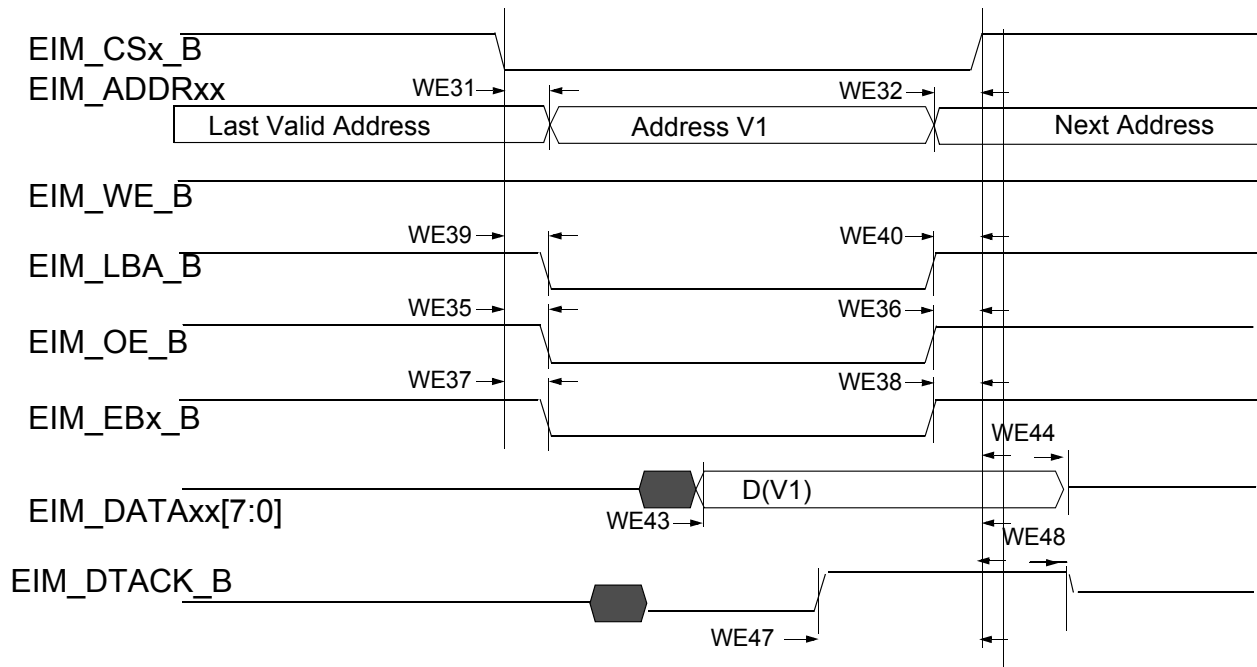 EIM_CSx_B
EIM_ADDRxx
WE31
WE32
Last Valid Address
Address V1
Next Address
EIM_WE_B
WE39
WE40
EIM_LBA_B
WE35
WE36
EIM_OE_B
WE37
WE38
EIM_EBx_B
WE44
D(V1)
EIM_DATAxx[7:0]
WE43
WE48
EIM_DTACK_B
WE47